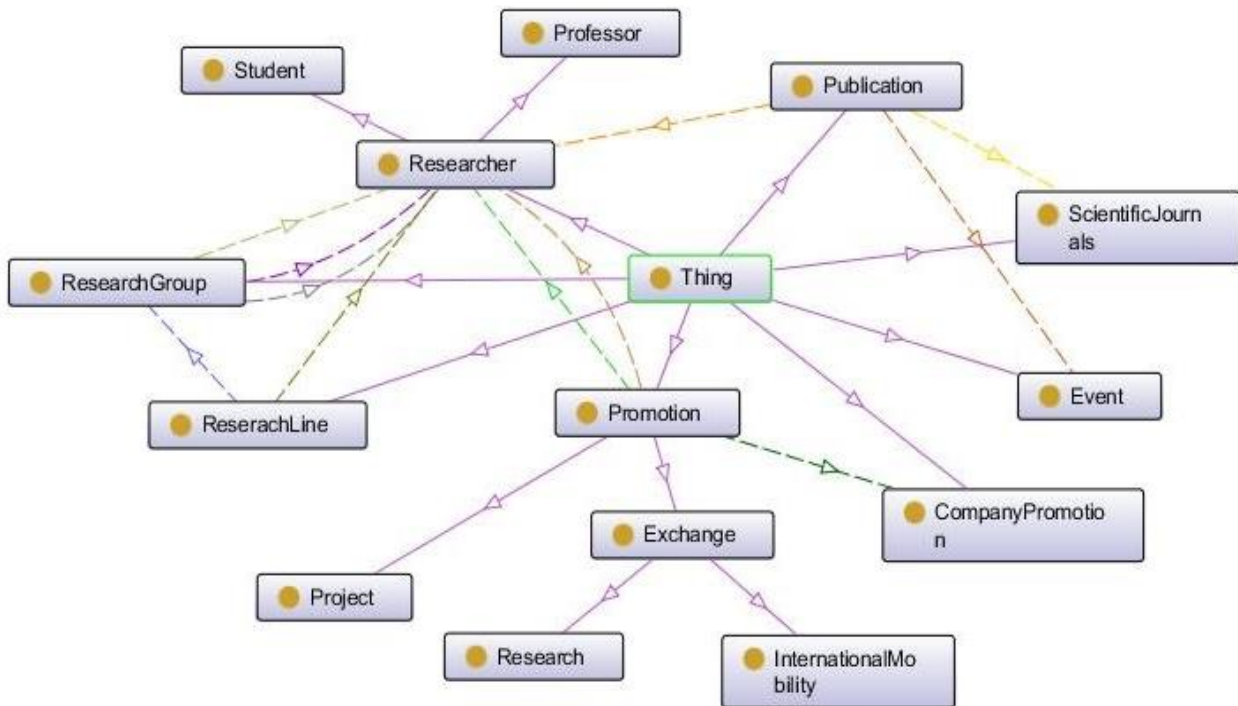 Professor
Student
Publication
Researcher
ScientificJourn
als
ResearchGroup
Thing
Event
ReserachLine
Promotion
CompanyPromotio
n
Exchange
Project
Research
InternationalMo
bility